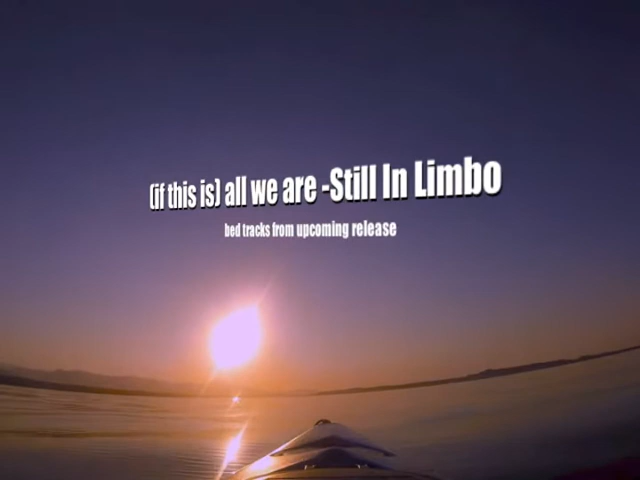 (if this is) all we are -Still In Limbo
bed tracks from upcoming release